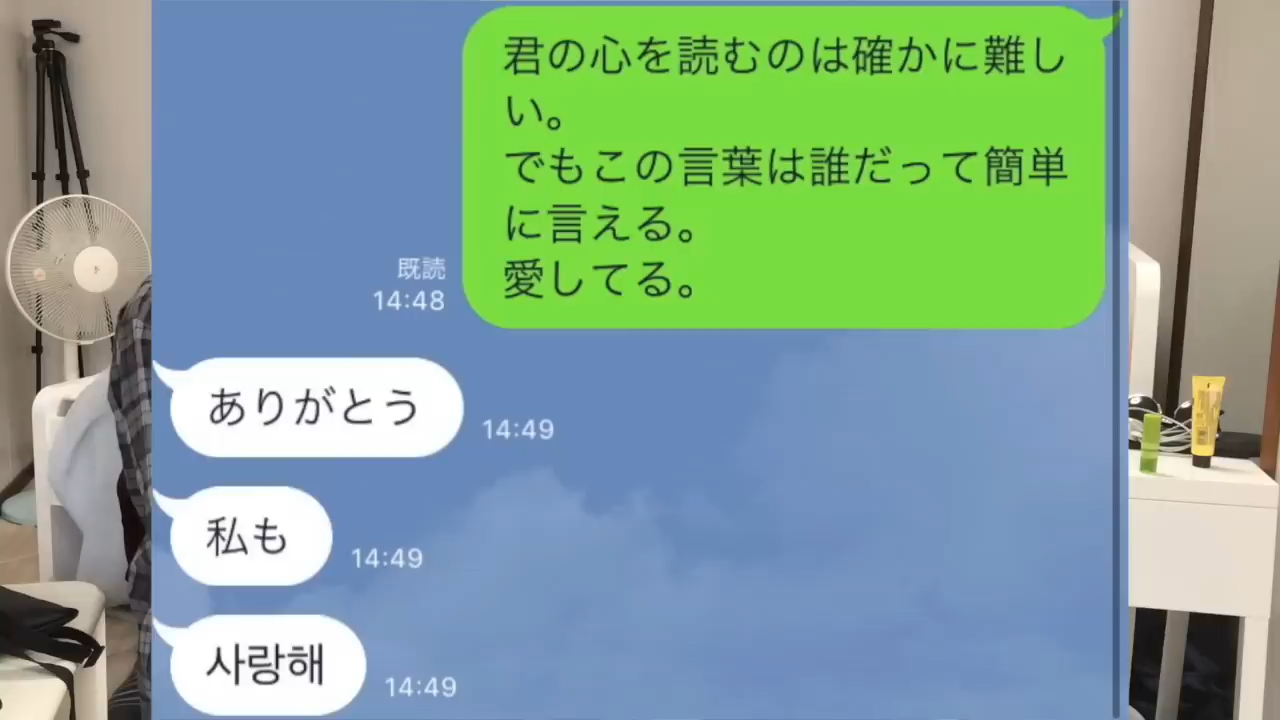 君の心を読むのは確かに難し
い。
でもこの言葉は誰だって簡単
に言える。
愛してる。
既読
14:48
ありがとう
14:49
私も
14:49
사랑해
14:49